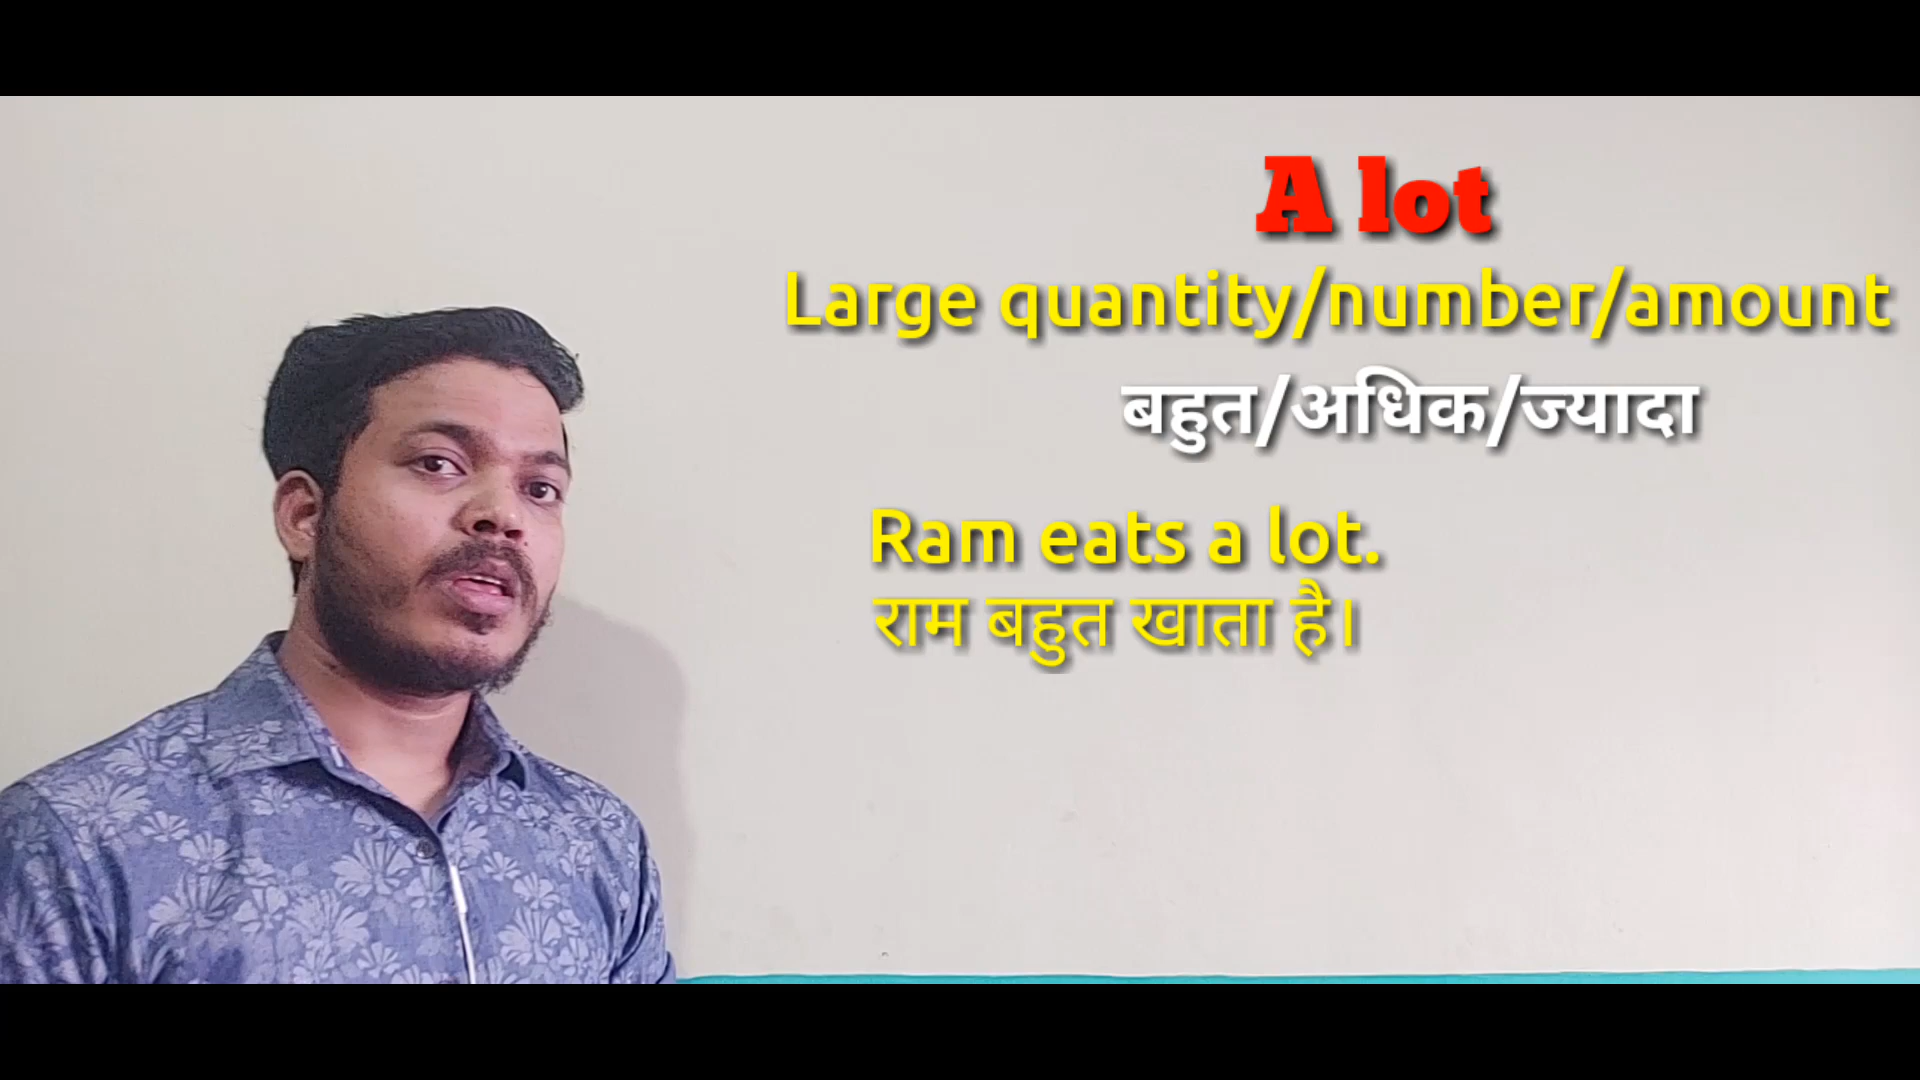 A lot
Large quantity/number/amount
बहुत/अधिक/ज्यादा
Ram eats a lot.
राम बहुत खाता है।